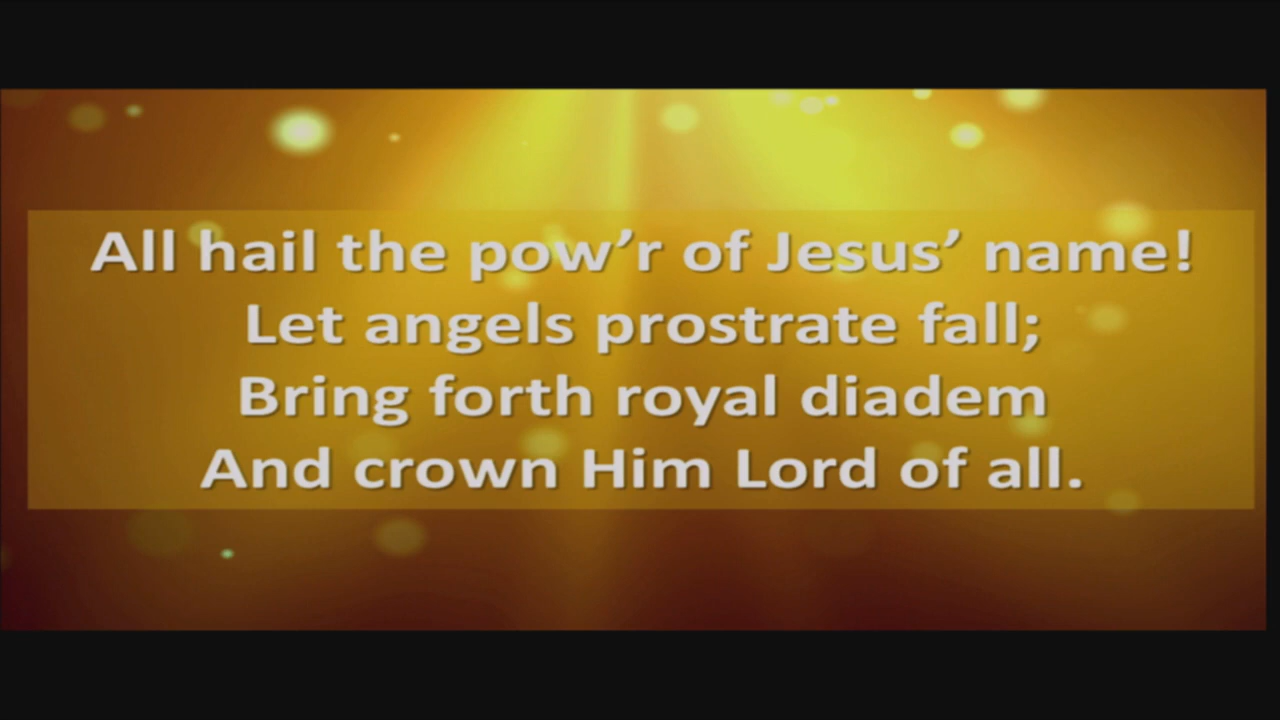 All hail the pow’r of Jesus’ name!
Let angels prostrate fall;
Bring forth royal diadem
And crown Him Lord of all.